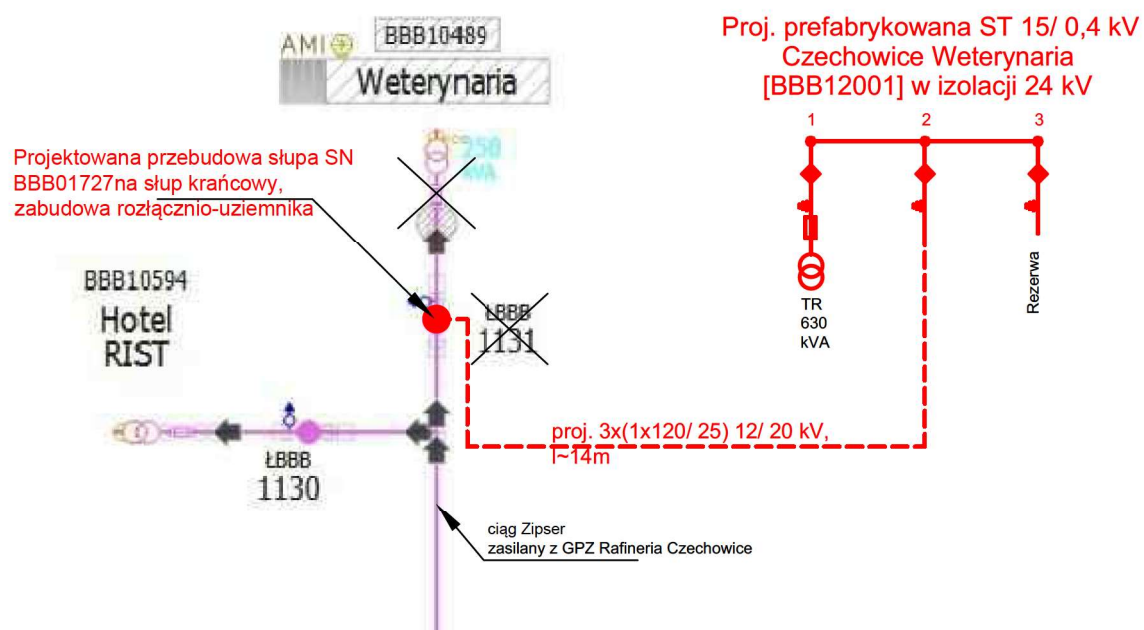 AMI
BBB10489
Weterynaria
250
kVA
Projektowana przebudowa słupa SN
BBB01727na słup krańcowy,
zabudowa rozłącznio-uziemnika
BBB10594
Hotel
RIST
ŁBBB
1131
ŁBBB
1130
proj. 3x(1x120/ 25) 12/ 20 kV,
l~14m
ciąg Zipser
zasilany z GPZ Rafineria Czechowice
Proj. prefabrykowana ST 15/ 0,4 kV
Czechowice Weterynaria
[BBB12001] w izolacji 24 kV
1
2
3
TR
630
kVA
Rezerwa